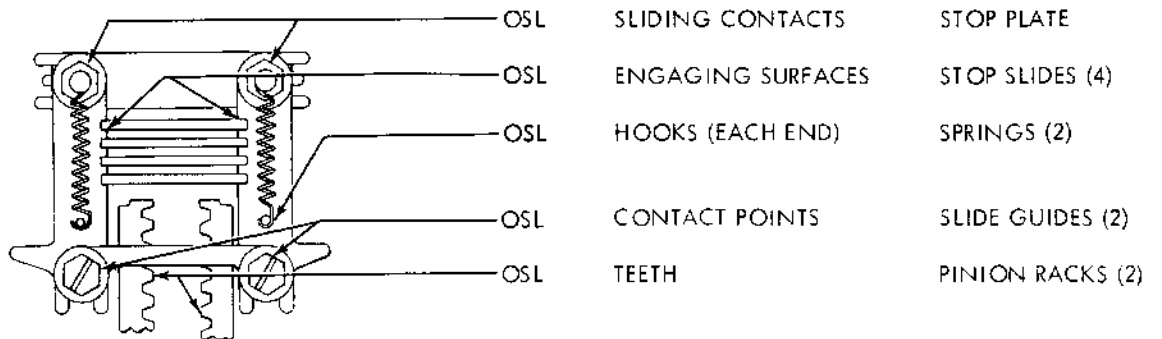 OSL SLIDING CONTACTS STOP PLATE
OSL ENGAGING SURFACES STOP SLIDES (4)
OSL HOOKS (EACH END) SPRINGS (2)
OSL CONTACT POINTS SLIDE GUIDES (2)
OSL TEETH PINION RACKS (2)